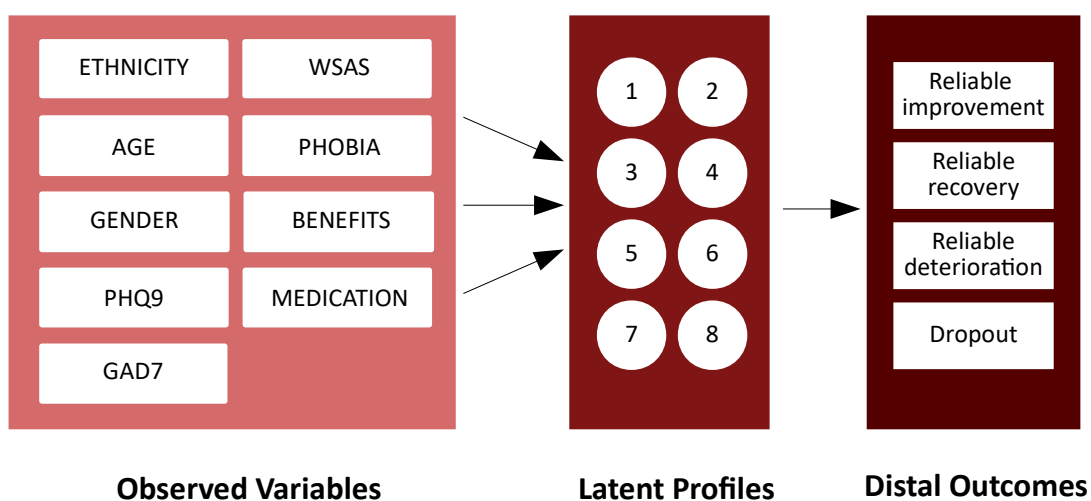 ETHNICITY
WSAS
AGE
PHOBIA
GENDER
BENEFITS
PHQ9
MEDICATION
GAD7
1
2
3
4
5
6
7
8
Reliable
improvement
Reliable
recovery
Reliable
deterioration
Dropout
Observed Variables
Latent Profiles
Distal Outcomes